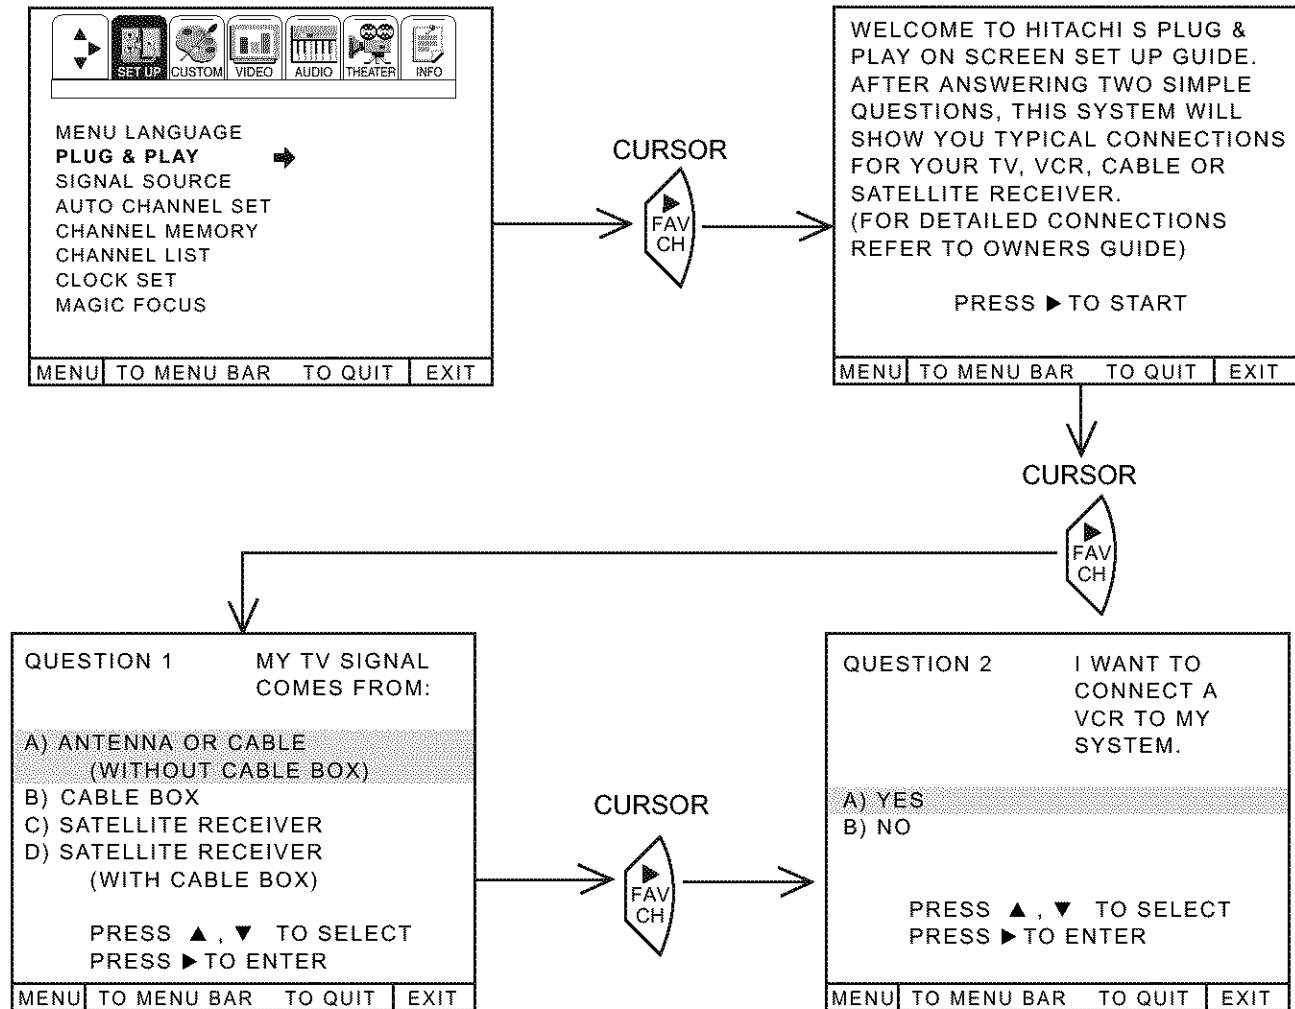 SET UP
CUSTOM
VIDEO
AUDIO
THEATER
INFO
MENU LANGUAGE
PLUG & PLAY
SIGNAL SOURCE
AUTO CHANNEL SET
CHANNEL MEMORY
CHANNEL LIST
CLOCK SET
MAGIC FOCUS
MENU TO MENU BAR TO QUIT EXIT
CURSOR
FAV
CH
WELCOME TO HITACHI S PLUG &
PLAY ON SCREEN SET UP GUIDE.
AFTER ANSWERING TWO SIMPLE
QUESTIONS, THIS SYSTEM WILL
SHOW YOU TYPICAL CONNECTIONS
FOR YOUR TV, VCR, CABLE OR
SATELLITE RECEIVER.
(FOR DETAILED CONNECTIONS
REFER TO OWNERS GUIDE)
PRESS ▶ TO START
MENU TO MENU BAR TO QUIT EXIT
CURSOR
FAV
CH
QUESTION 1 MY TV SIGNAL
COMES FROM:
A) ANTENNA OR CABLE
(WITHOUT CABLE BOX)
B) CABLE BOX
C) SATELLITE RECEIVER
D) SATELLITE RECEIVER
(WITH CABLE BOX)
PRESS ▲ , ▼ TO SELECT
PRESS ▶ TO ENTER
MENU TO MENU BAR TO QUIT EXIT
CURSOR
FAV
CH
QUESTION 2 I WANT TO
CONNECT A
VCR TO MY
SYSTEM.
A) YES
B) NO
PRESS ▲ , ▼ TO SELECT
PRESS ▶ TO ENTER
MENU TO MENU BAR TO QUIT EXIT